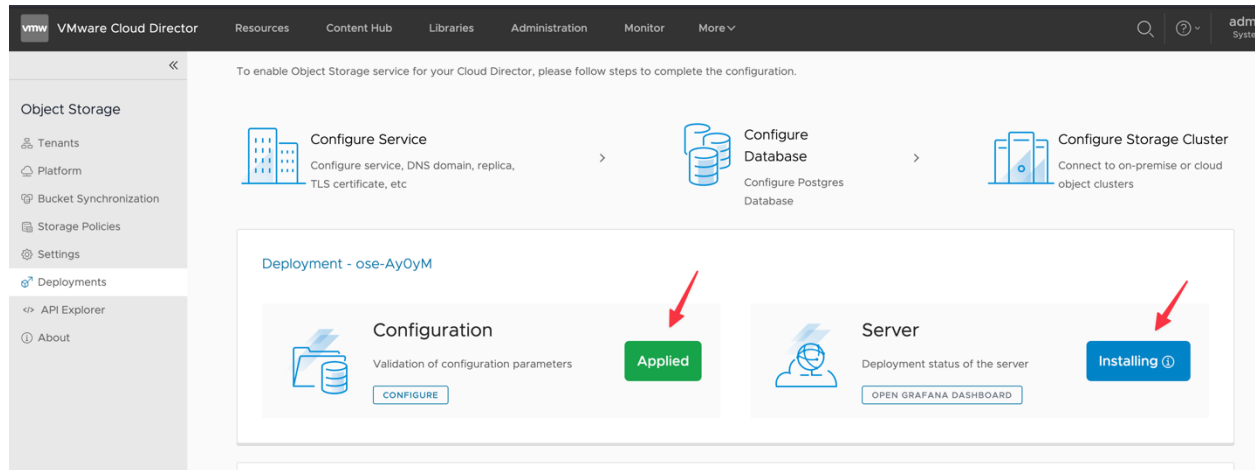 vmw VMware Cloud Director Resources Content Hub Libraries Administration Monitor More
adm
Syste
To enable Object Storage service for your Cloud Director, please follow steps to complete the configuration.
Object Storage
Tenants
Platform
Bucket Synchronization
Storage Policies
Settings
Deployments
API Explorer
About
Configure Service
Configure service, DNS domain, replica,
TLS certificate, etc
Configure
Database
Configure Postgres
Database
Configure Storage Cluster
Connect to on-premise or cloud
object clusters
Deployment - ose-Ay0yM
Configuration
Validation of configuration parameters
CONFIGURE
Applied
Server
Deployment status of the server
OPEN GRAFANA DASHBOARD
Installing